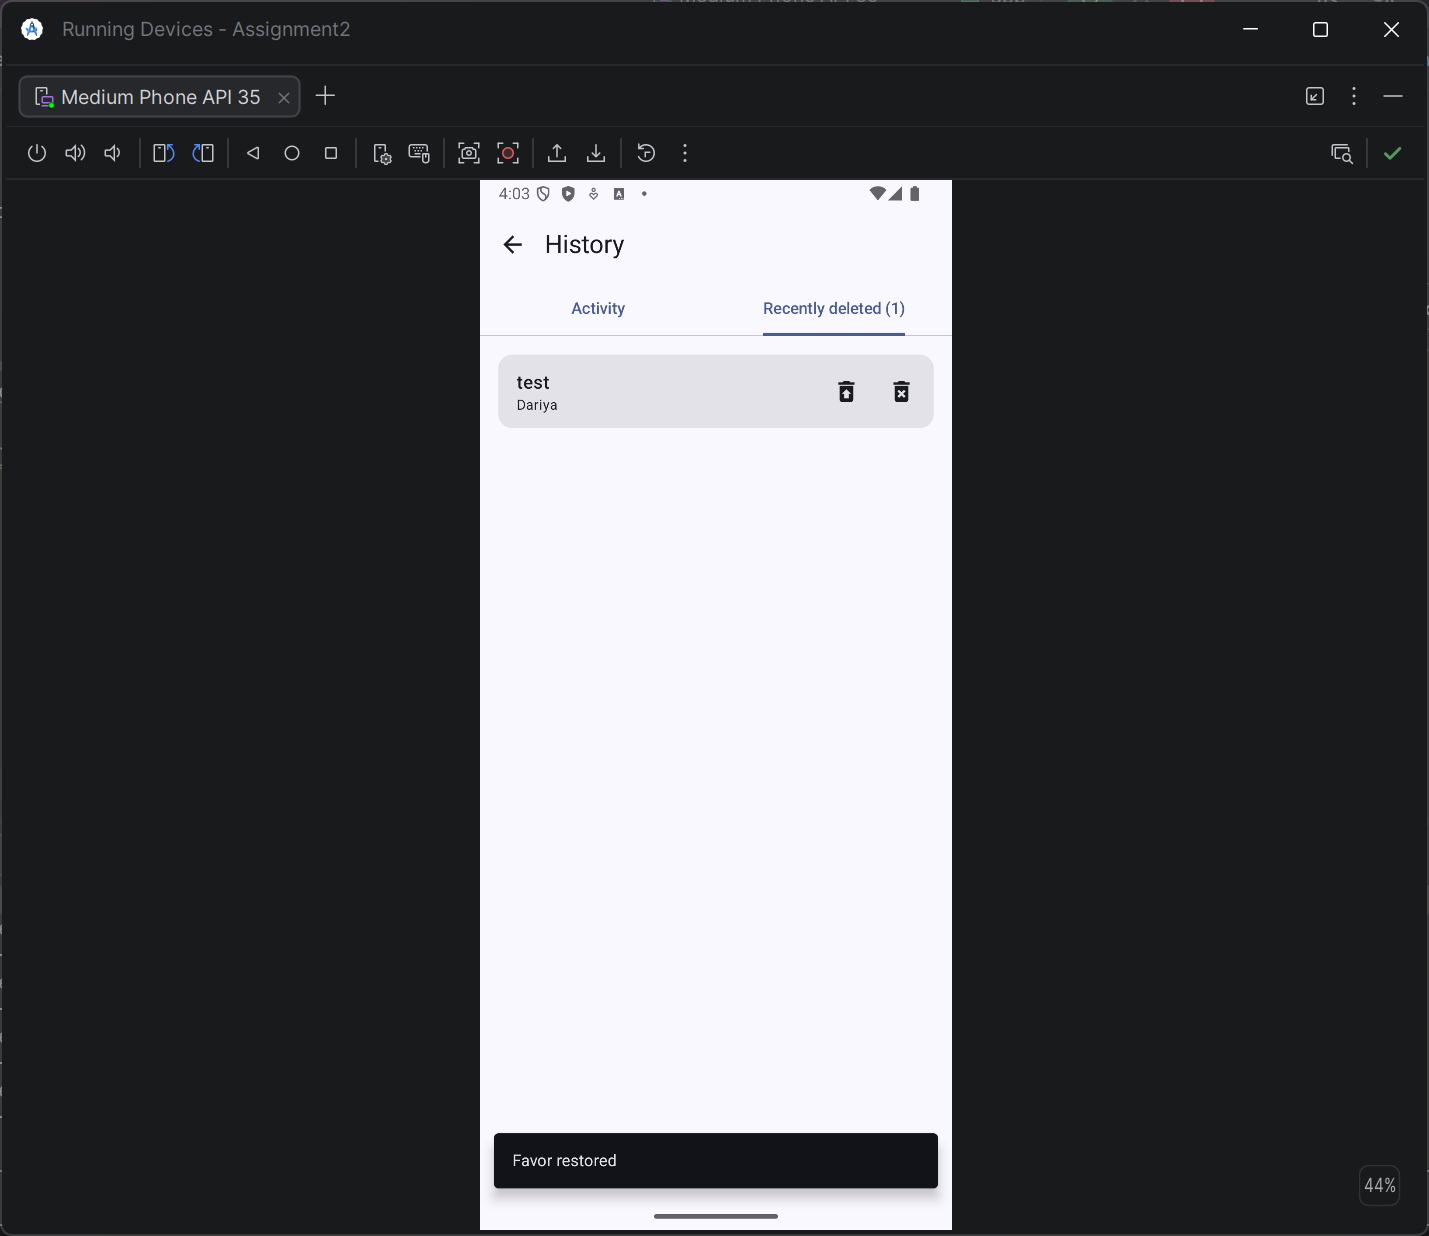 Running Devices - Assignment2
Medium Phone API 35
4:03
History
Activity
Recently deleted (1)
test
Dariya
Favor restored
44%